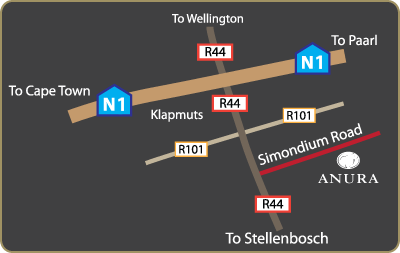 To Wellington
R44
To Paarl
N1
To Cape Town
N1
R44
Klapmuts
R101
R101
Simondium Road
ANURA
R44
To Stellenbosch